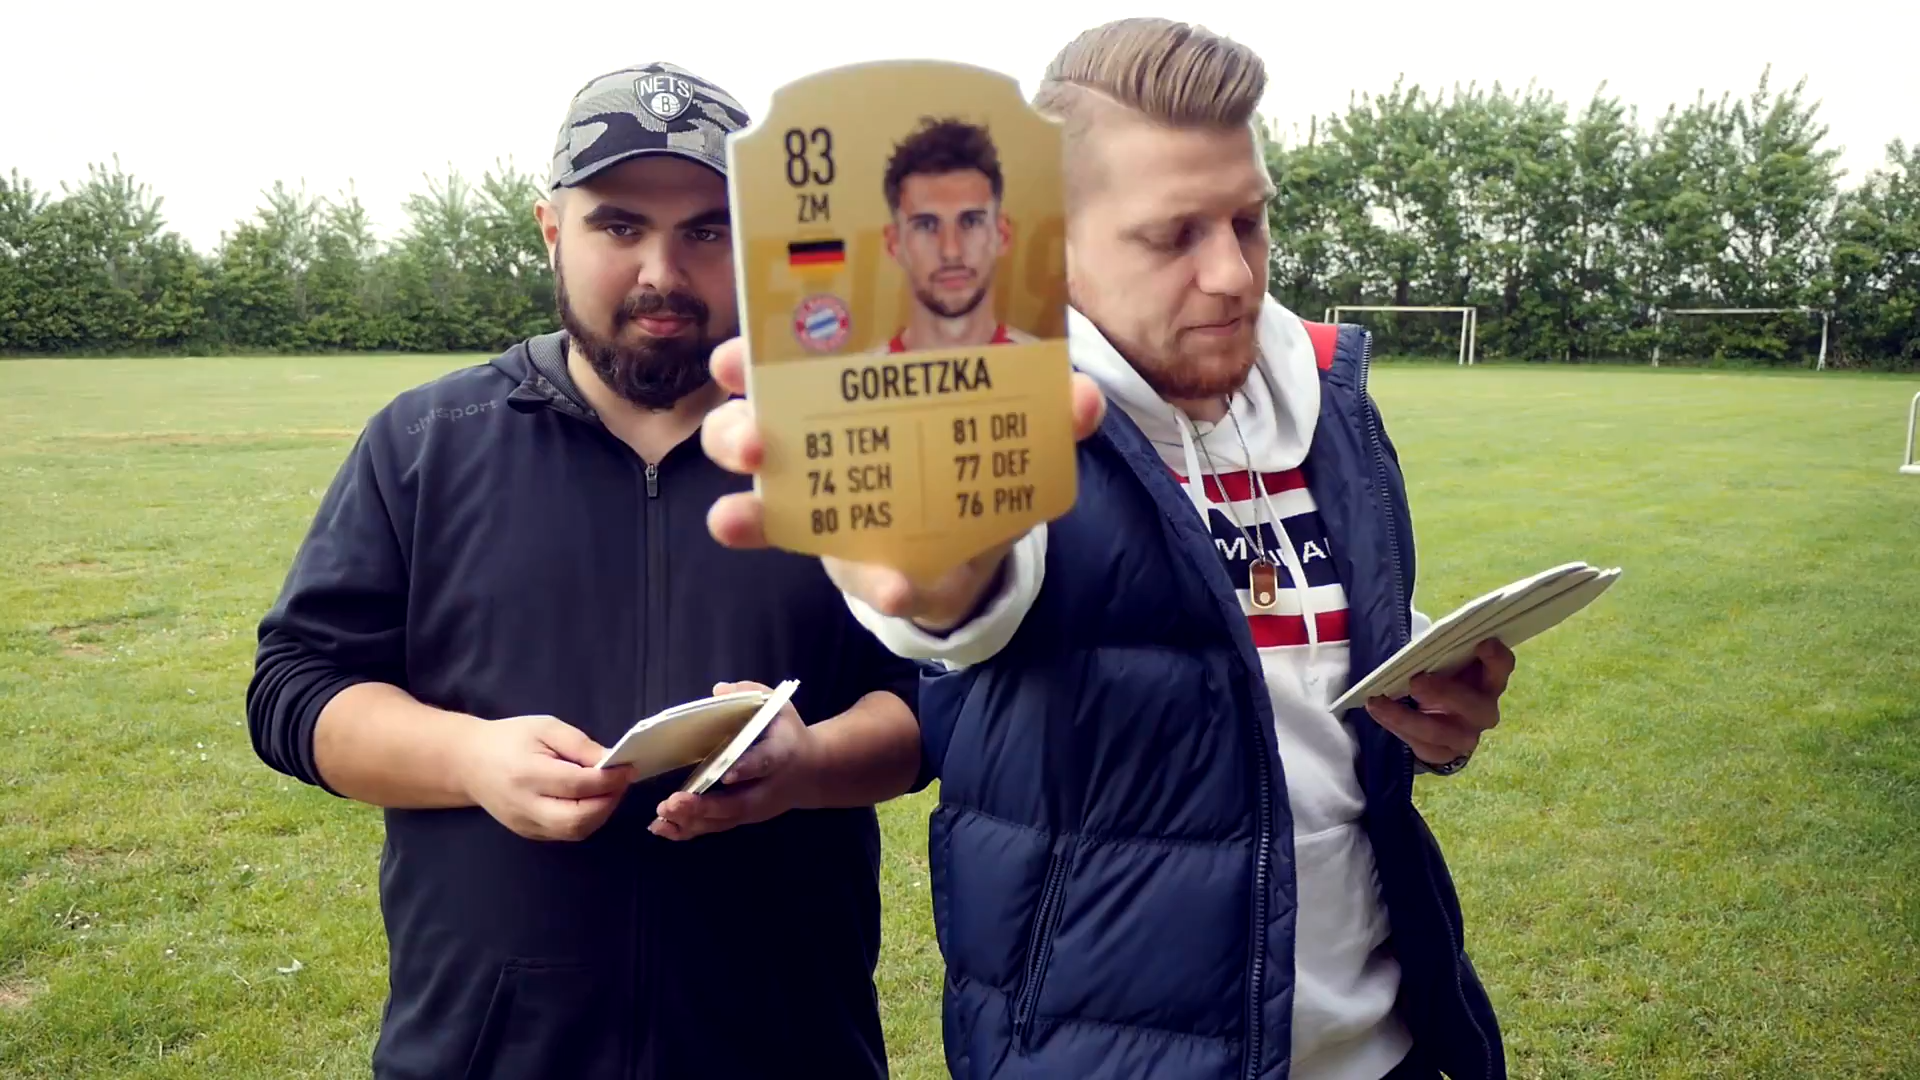 NETS
B
uhlsport
83
ZM
GORETZKA
83 TEM
74 SCH
80 PAS
81 DRI
77 DEF
76 PHY